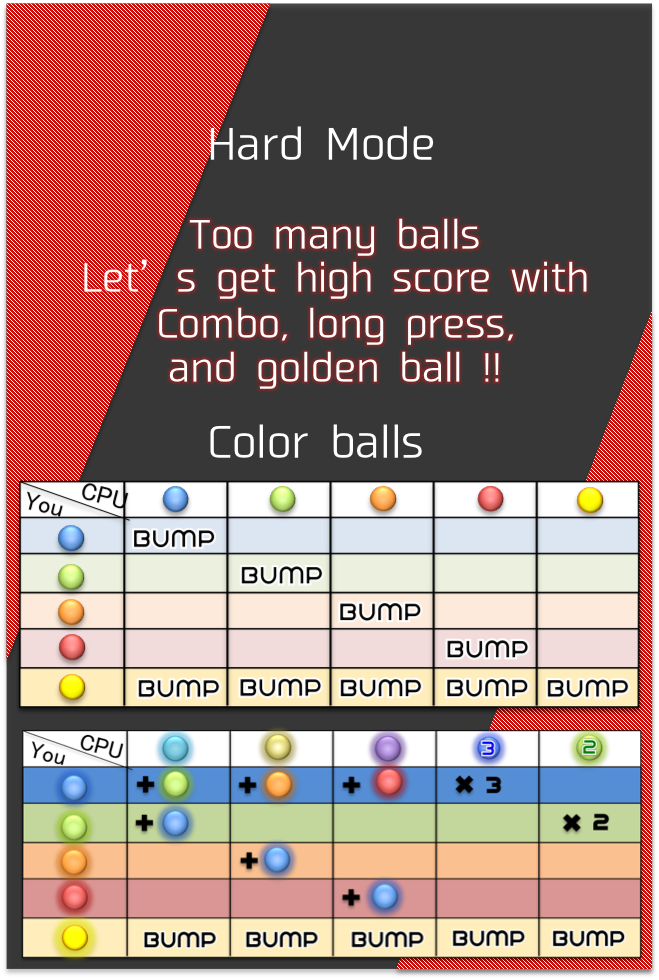 Hard Mode
Too many balls
Let’s get high score with
Combo, long press,
and golden ball !!
Color balls
You CPU
BUMP
BUMP
BUMP
BUMP
BUMP BUMP BUMP BUMP BUMP
You CPU 3 2
+ + + × 3
+ × 2
+
+
BUMP BUMP BUMP BUMP BUMP